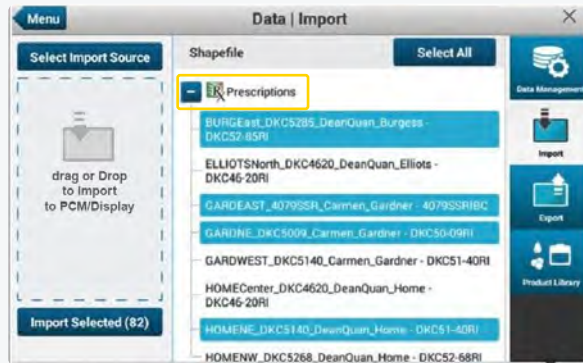 Menu
Data | Import
Select Import Source
Shapefile
Select All
Prescriptions
BURGEast_DKC5285_DeanQuan_Burgess -
DKC52-85RI
ELLIOTSNorth_DKC4620_DeanQuan_Elliots -
DKC46-20RI
GARDEAST_4079SSR_Carmen_Gardner - 4079SSRIBC
GARDNE_DKC5009_Carmen_Gardner - DKC50-09RI
GARDWEST_DKC5140_Carmen_Gardner - DKC51-40RI
HOMECenter_DKC4620_DeanQuan_Home -
DKC46-20RI
HOMENE_DKC5140_DeanQuan_Home - DKC51-40RI
HOMENW_DKC5268_DeanQuan_Home - DKC52-68RI
drag or Drop
to Import
to PCM/Display
Import Selected (82)
Data Management
Import
Export
Product Library